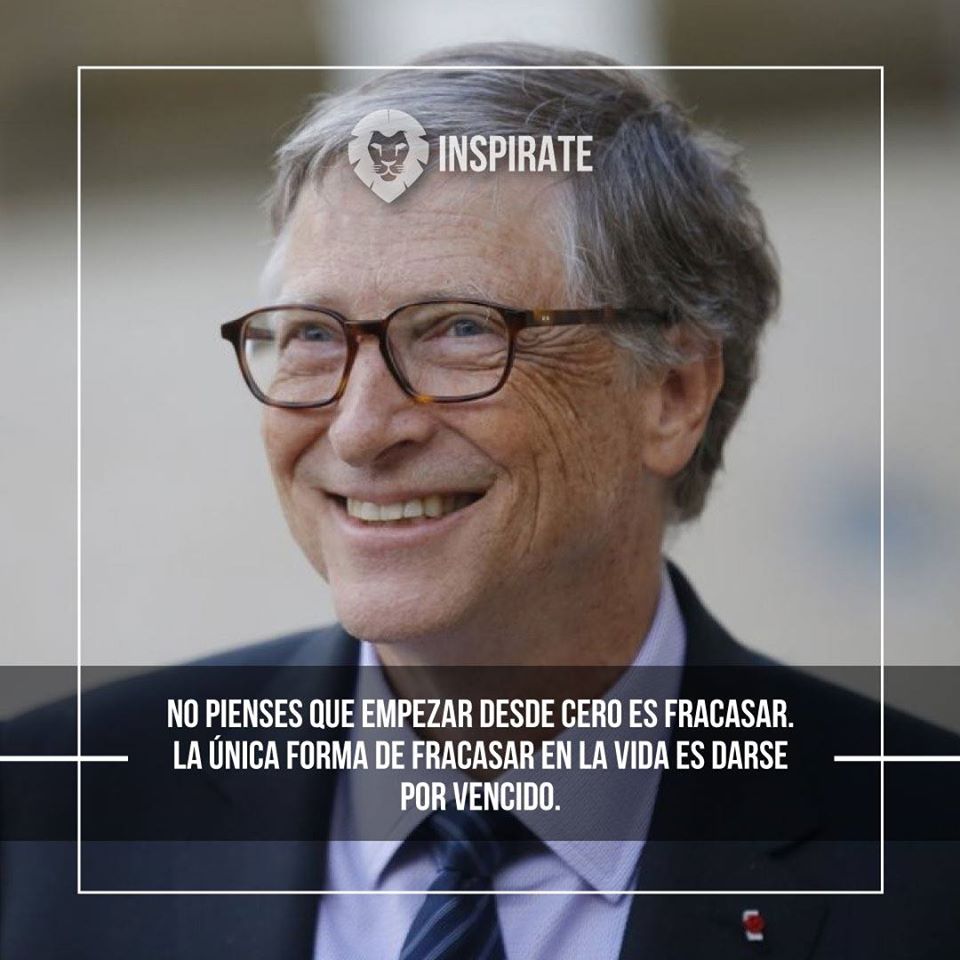 INSPIRATE
NO PIENSES QUE EMPEZAR DESDE CERO ES FRACASAR.
LA ÚNICA FORMA DE FRACASAR EN LA VIDA ES DARSE
POR VENCIDO.